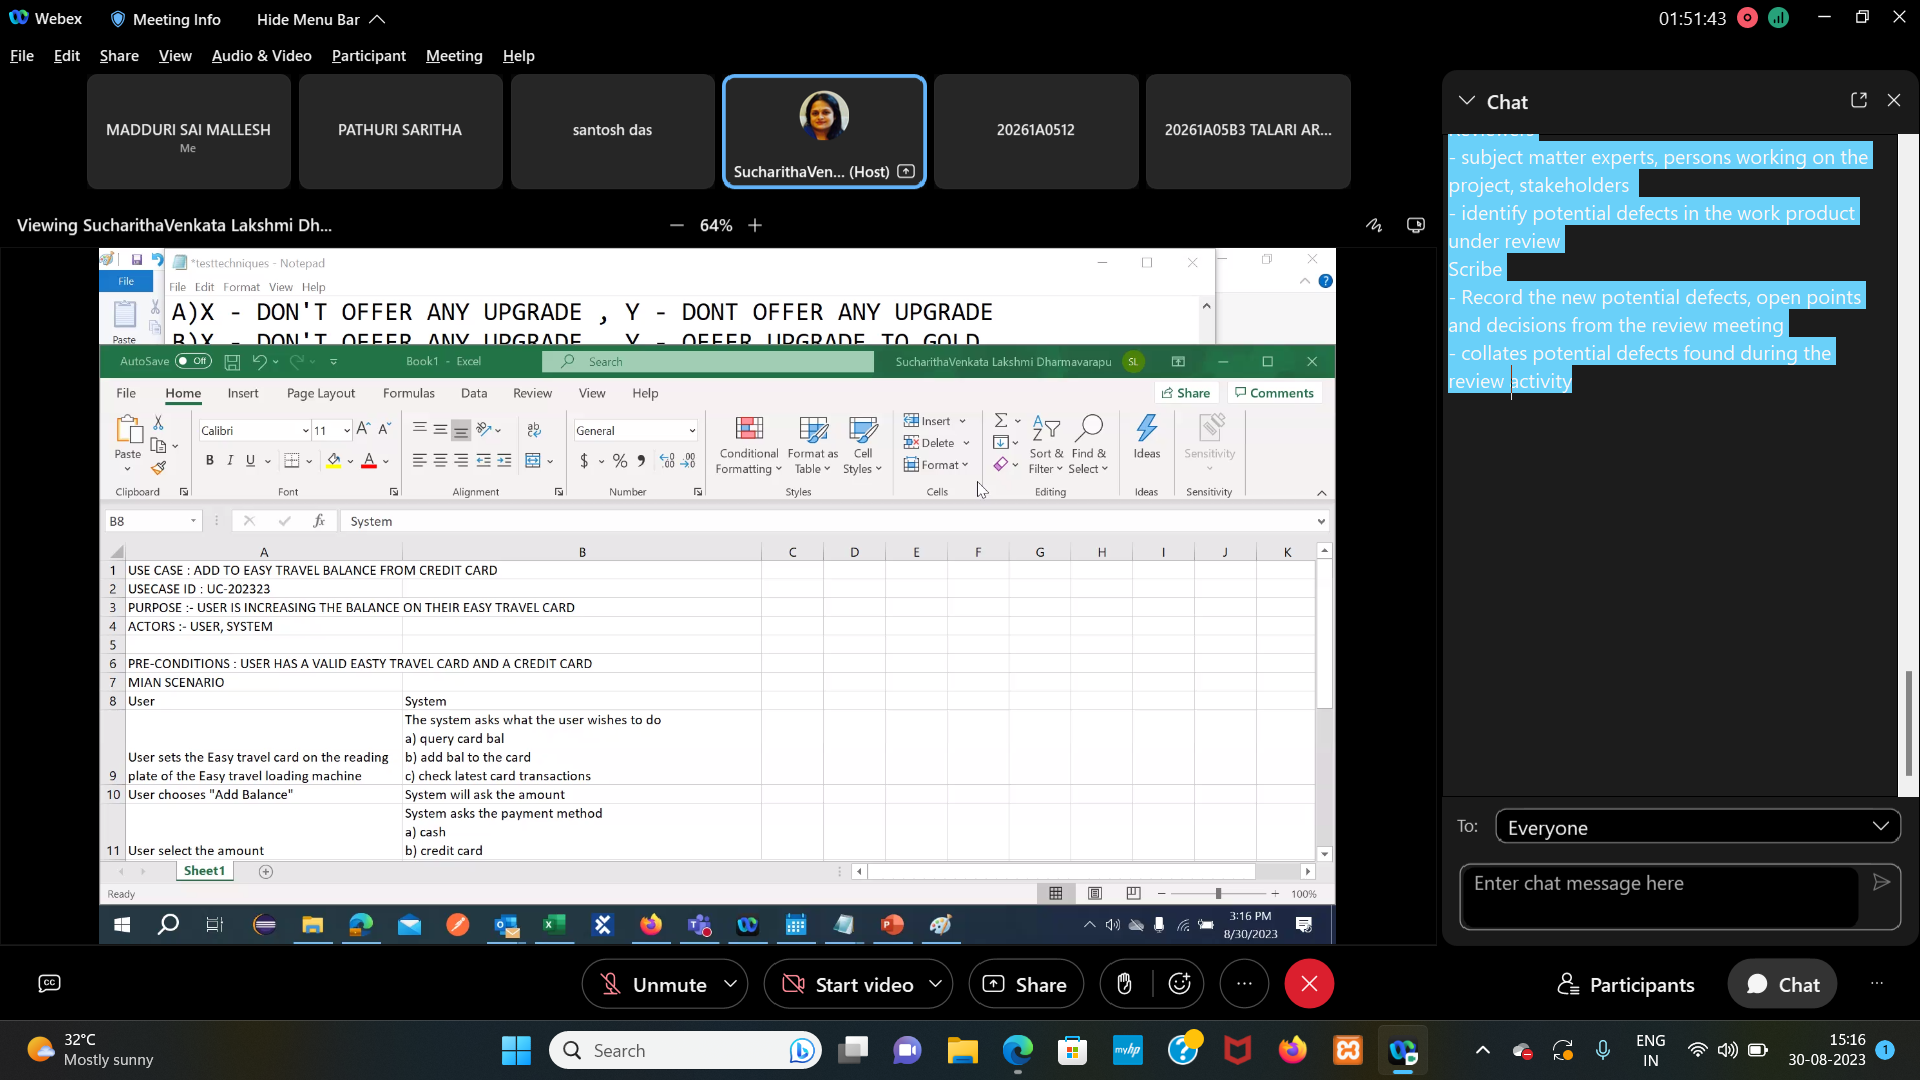 Webex
Meeting Info
Hide Menu Bar
01:51:43
File Edit Share View Audio & Video Participant Meeting Help
MADDURI SAI MALLESH
Me
PATHURI SARITHA
santosh das
SucharithaVen... (Host)
20261A0512
20261A05B3 TALARI AR...
Viewing SucharithaVenkata Lakshmi Dh...
64%
*testtechniques - Notepad
File
File Edit Format View Help
Paste
A)X - DON'T OFFER ANY UPGRADE , Y - DONT OFFER ANY UPGRADE
B)X - OFFER UPGRADE TO GOLD
AutoSave Off
Book1 - Excel
Search
SucharithaVenkata Lakshmi Dharmavarapu
SL
File Home Insert Page Layout Formulas Data Review View Help
Share
Comments
Paste
Calibri
11
General
Conditional Formatting
Format as Table
Cell Styles
Insert
Delete
Format
Sort & Filter
Find & Select
Ideas
Sensitivity
Clipboard Font Alignment Number Styles Cells Editing Ideas Sensitivity
B8
fx
System
A B C D E F G H I J K
1 USE CASE : ADD TO EASY TRAVEL BALANCE FROM CREDIT CARD
2 USECASE ID : UC-202323
3 PURPOSE :- USER IS INCREASING THE BALANCE ON THEIR EASY TRAVEL CARD
4 ACTORS :- USER, SYSTEM
5
6 PRE-CONDITIONS : USER HAS A VALID EASTY TRAVEL CARD AND A CREDIT CARD
7 MIAN SCENARIO
8 User System
The system asks what the user wishes to do
a) query card bal
User sets the Easy travel card on the reading b) add bal to the card
9 plate of the Easy travel loading machine c) check latest card transactions
10 User chooses "Add Balance" System will ask the amount
System asks the payment method
a) cash
11 User select the amount b) credit card
Sheet1
Ready
100%
3:16 PM
8/30/2023
Chat
Reviewers
- subject matter experts, persons working on the
project, stakeholders
- identify potential defects in the work product
under review
Scribe
- Record the new potential defects, open points
and decisions from the review meeting
- collates potential defects found during the
review activity
To: Everyone
Enter chat message here
CC
Unmute
Start video
Share
Participants
Chat
32°C
Mostly sunny
Search
myhp
ENG
IN
15:16
30-08-2023
1